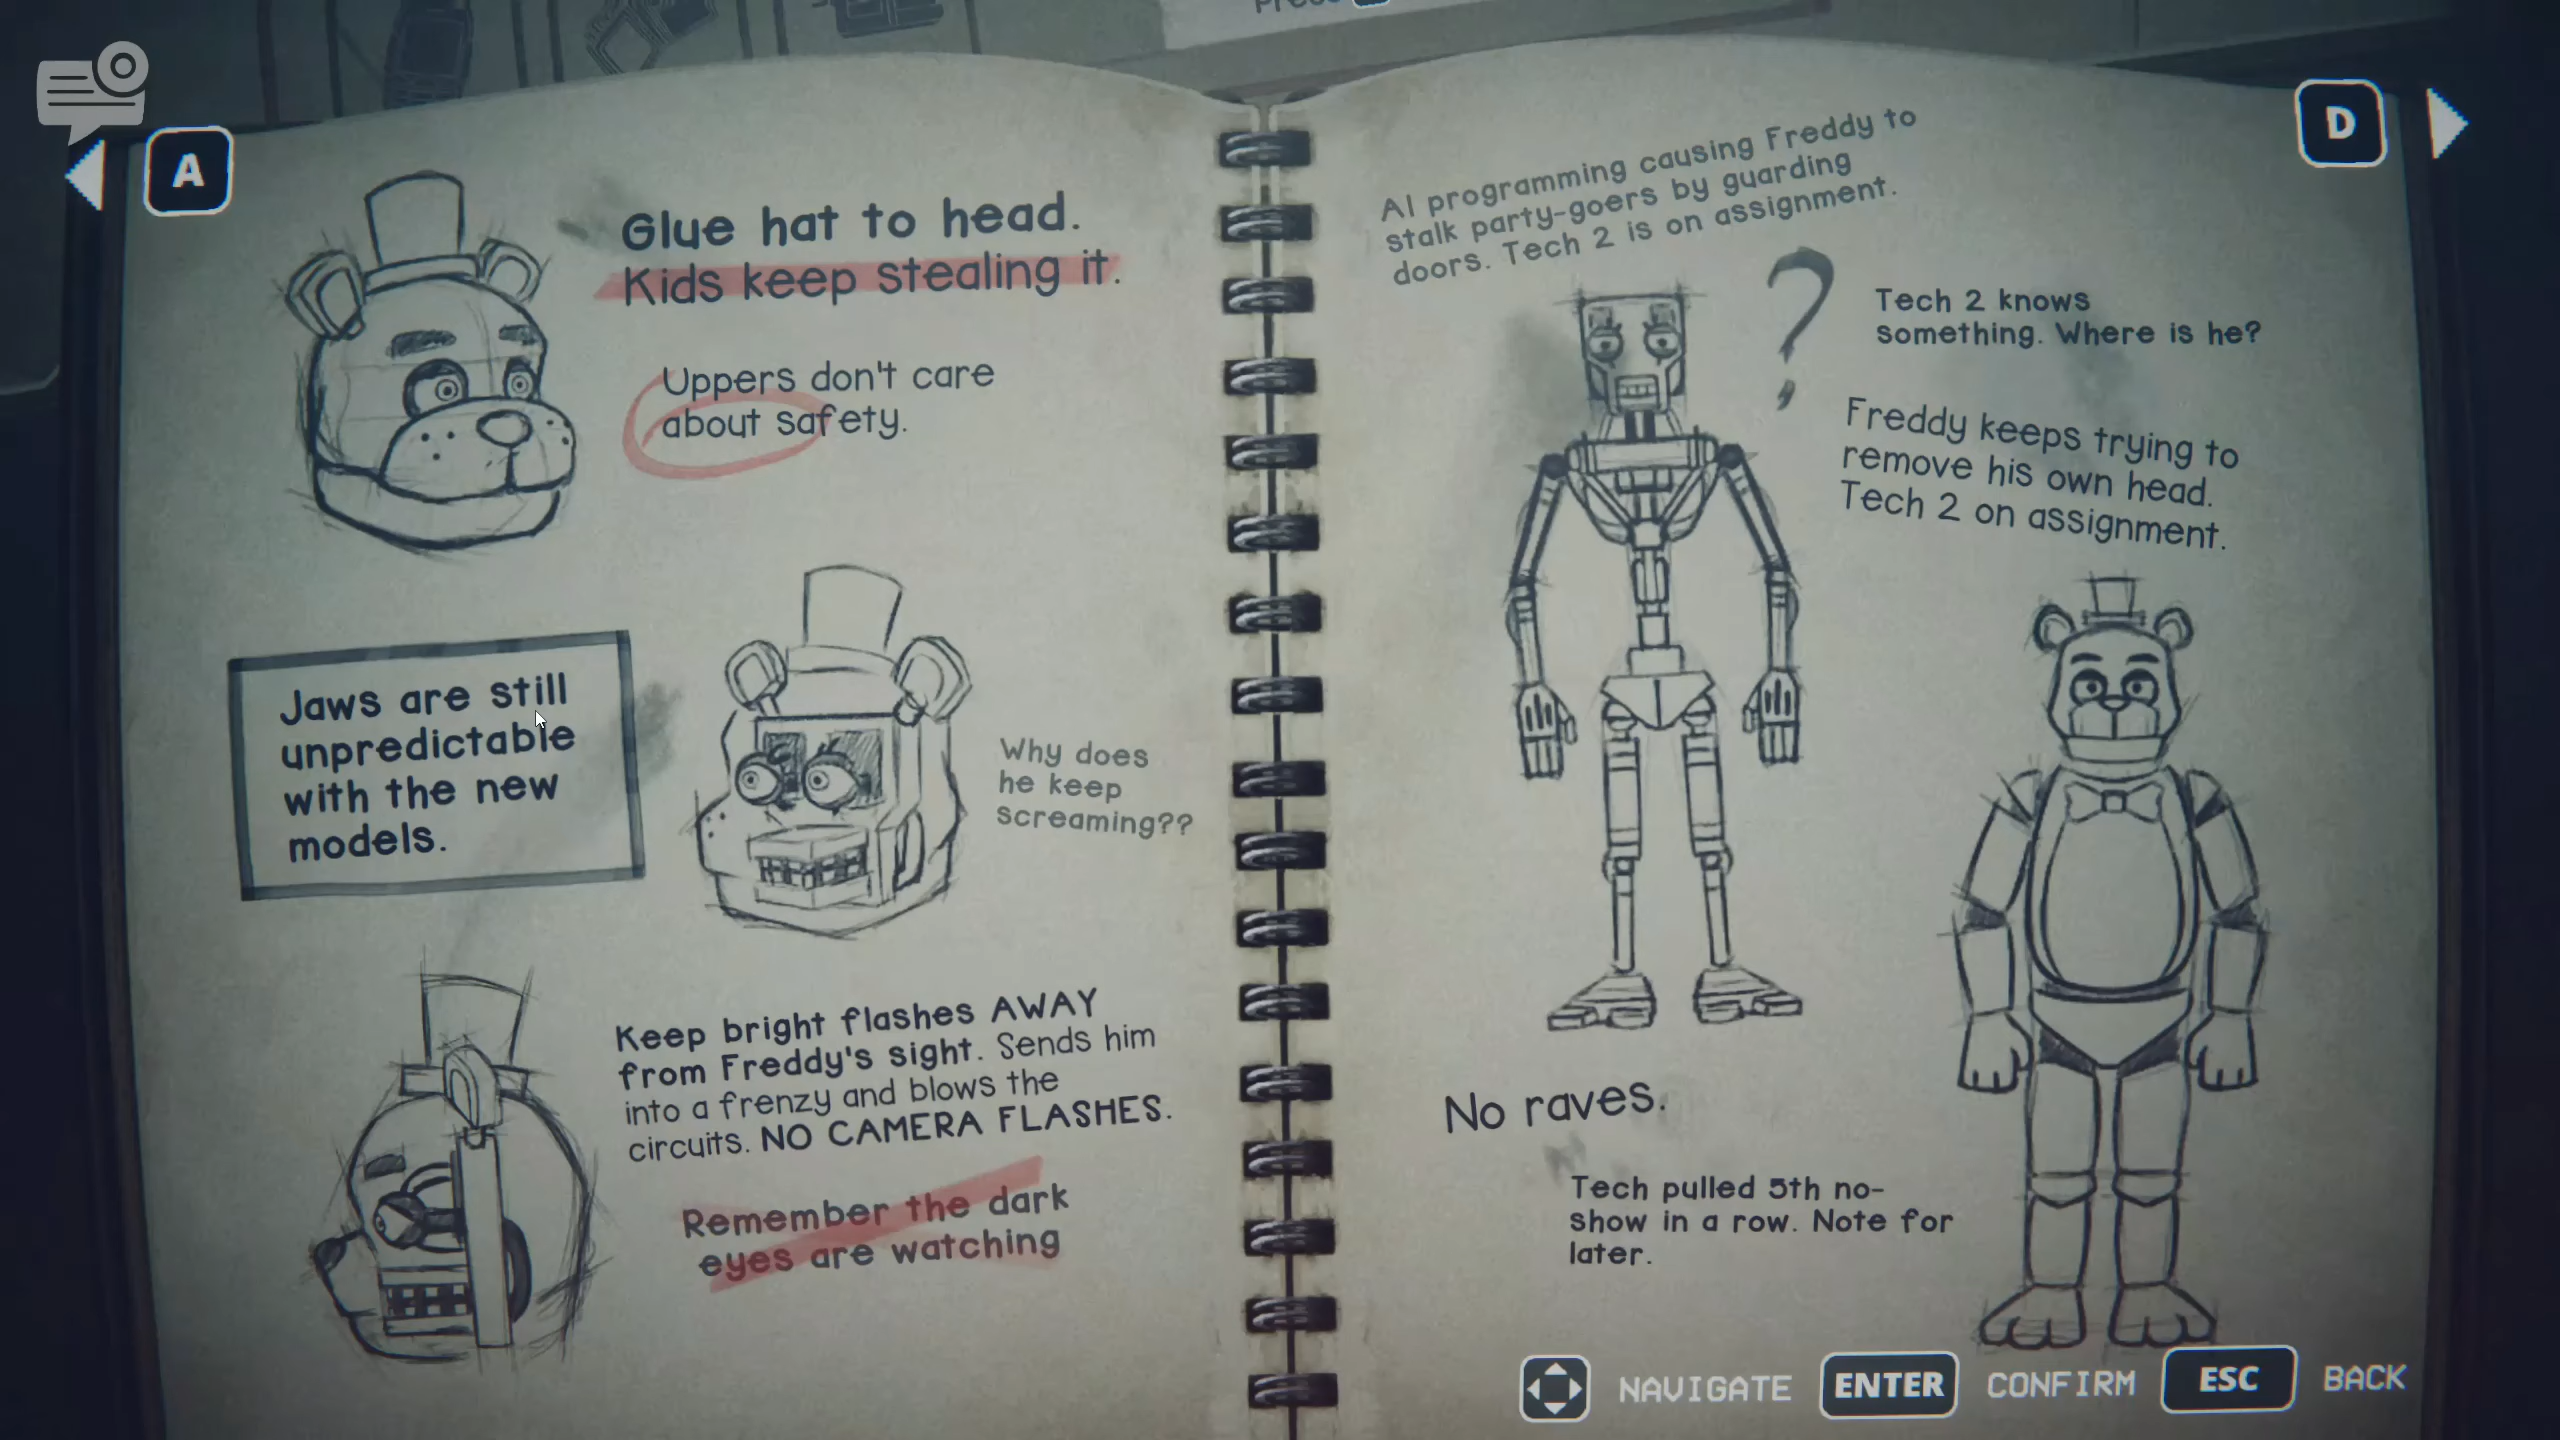 A
D
Glue hat to head.
Kids keep stealing it.
Uppers don't care
about safety.
Jaws are still
unpredictable
with the new
models.
Why does
he keep
screaming??
Keep bright flashes AWAY
from Freddy's sight. Sends him
into a frenzy and blows the
circuits. NO CAMERA FLASHES.
Remember the dark
eyes are watching
AI programming causing Freddy to
stalk party-goers by guarding
doors. Tech 2 is on assignment.
?
Tech 2 knows
something. Where is he?
Freddy keeps trying to
remove his own head.
Tech 2 on assignment.
No raves.
Tech pulled 5th no-
show in a row. Note for
later.
NAVIGATE ENTER CONFIRM ESC BACK